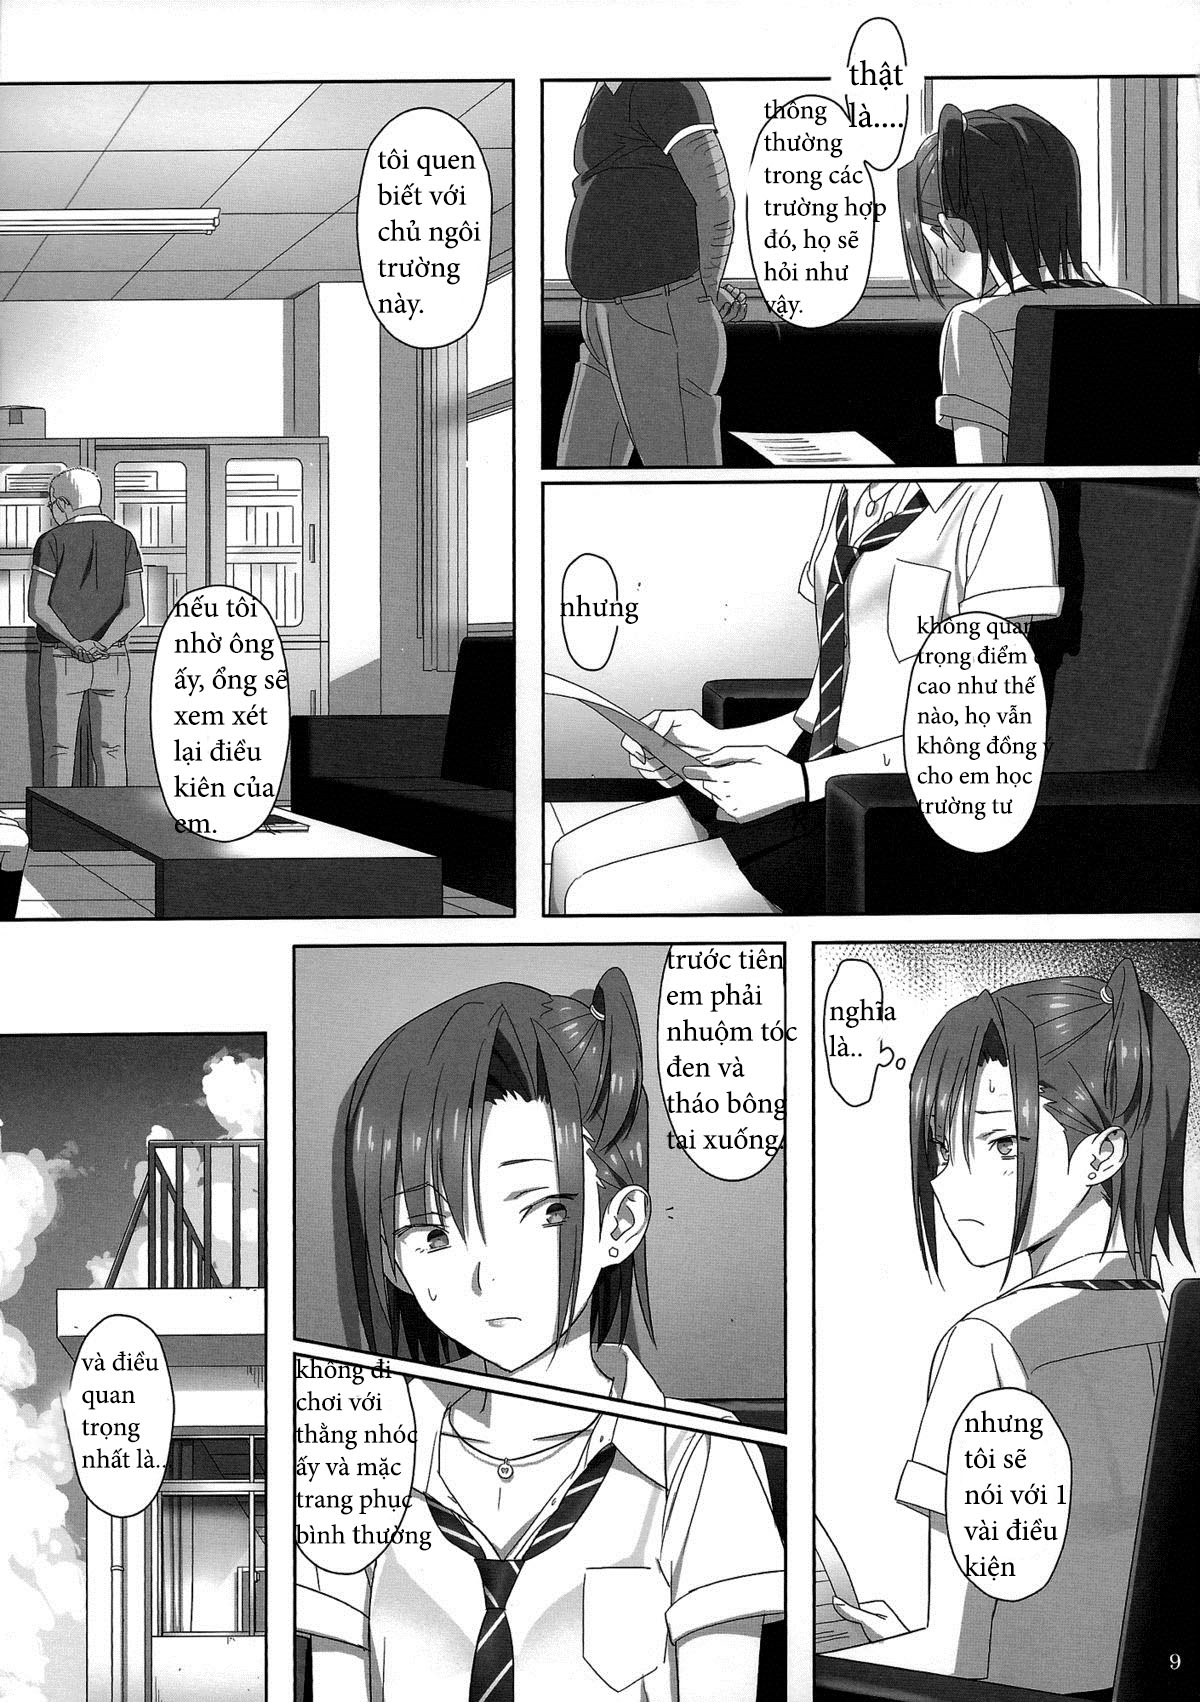 thật
là....
thông
thường
trong các
trường hợp
đó, họ sẽ
hỏi như
vậy.
nhưng
không quan
trọng điểm
cao như thế
nào, họ vẫn
không đồng ý
cho em học
trường tư
tôi quen
biết với
chủ ngôi
trường
này.
nếu tôi
nhờ ông
ấy, ổng sẽ
xem xét
lại điều
kiên của
em.
nghĩa
là..
nhưng
tôi sẽ
nói với 1
vài điều
kiện
trước tiên
em phải
nhuộm tóc
đen và
tháo bông
tai xuống.
không đi
chơi với
thằng nhóc
ấy và mặc
trang phục
bình thường
và điều
quan
trọng
nhất là...
9